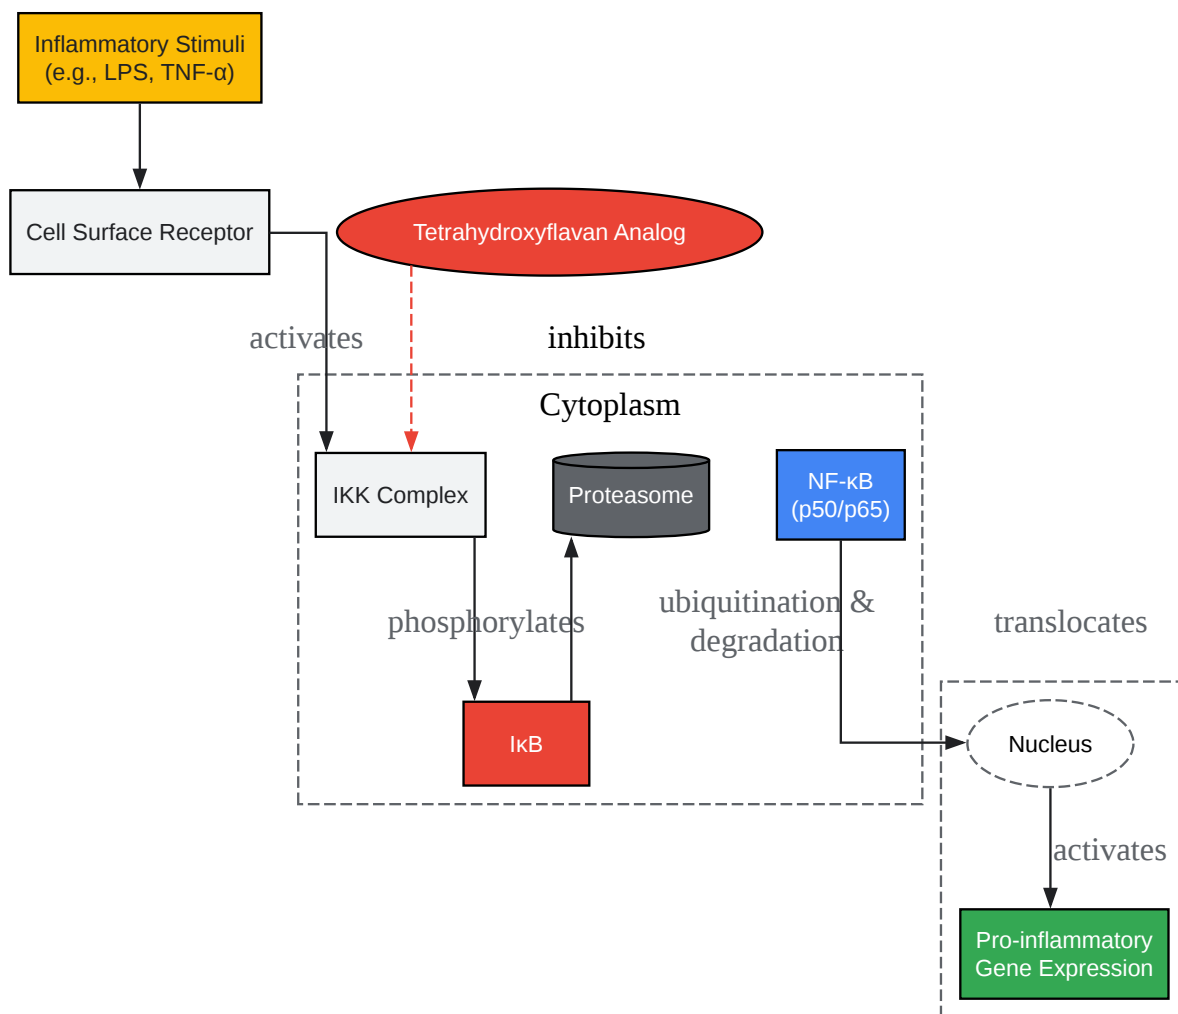 Inflammatory Stimuli
(e.g., LPS, TNF-α)
Cell Surface Receptor
Tetrahydroxyflavan Analog
activates
inhibits
Cytoplasm
IKK Complex
Proteasome
NF-κB
(p50/p65)
phosphorylates
ubiquitination &
degradation
translocates
IκB
Nucleus
activates
Pro-inflammatory
Gene Expression